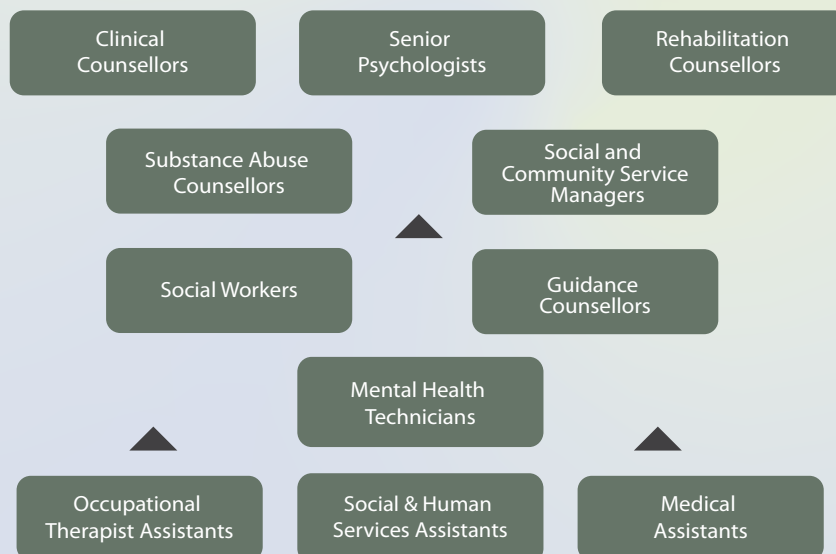 Clinical
Counsellors
Senior
Psychologists
Rehabilitation
Counsellors
Substance Abuse
Counsellors
Social and
Community Service
Managers
Social Workers
Guidance
Counsellors
Mental Health
Technicians
Occupational
Therapist Assistants
Social & Human
Services Assistants
Medical
Assistants